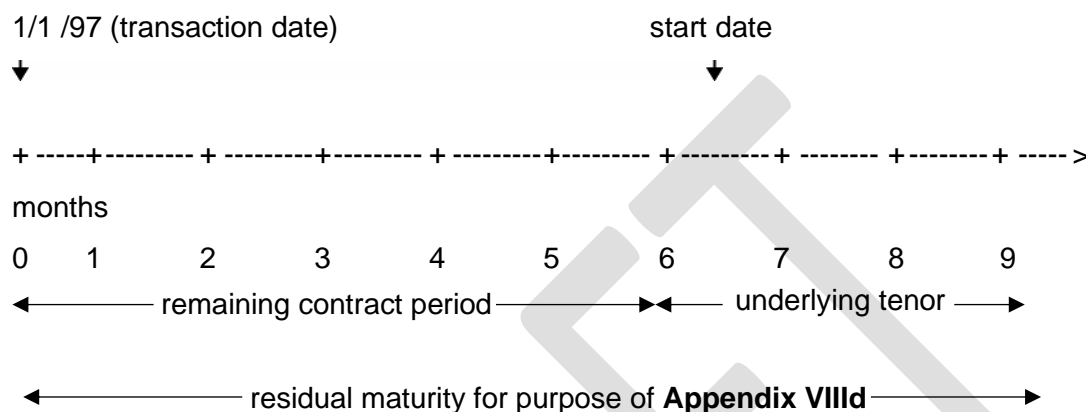 1/1 /97 (transaction date) start date
+ -----+---------- + ----------+---------- + ----------+---------- + ---------- + -------- + --------- + ----- >
months
0 1 2 3 4 5 6 7 8 9
remaining contract period underlying tenor
residual maturity for purpose of Appendix VIIId